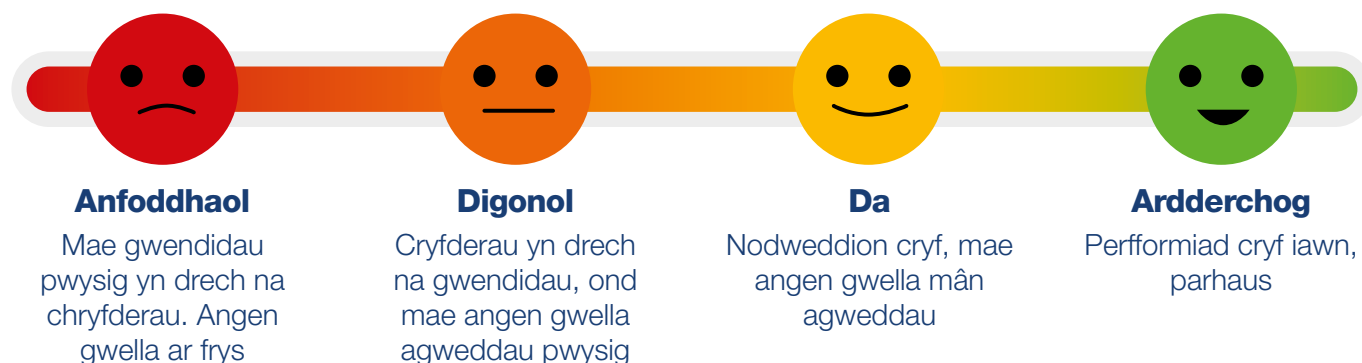 Anfoddhaol
Mae gwendidau
pwysig yn drech na
chryfderau. Angen
gwella ar frys
Digonol
Cryfderau yn drech
na gwendidau, ond
mae angen gwella
agweddau pwysig
Da
Nodweddion cryf, mae
angen gwella mân
agweddau
Ardderchog
Perfformiad cryf iawn,
parhaus